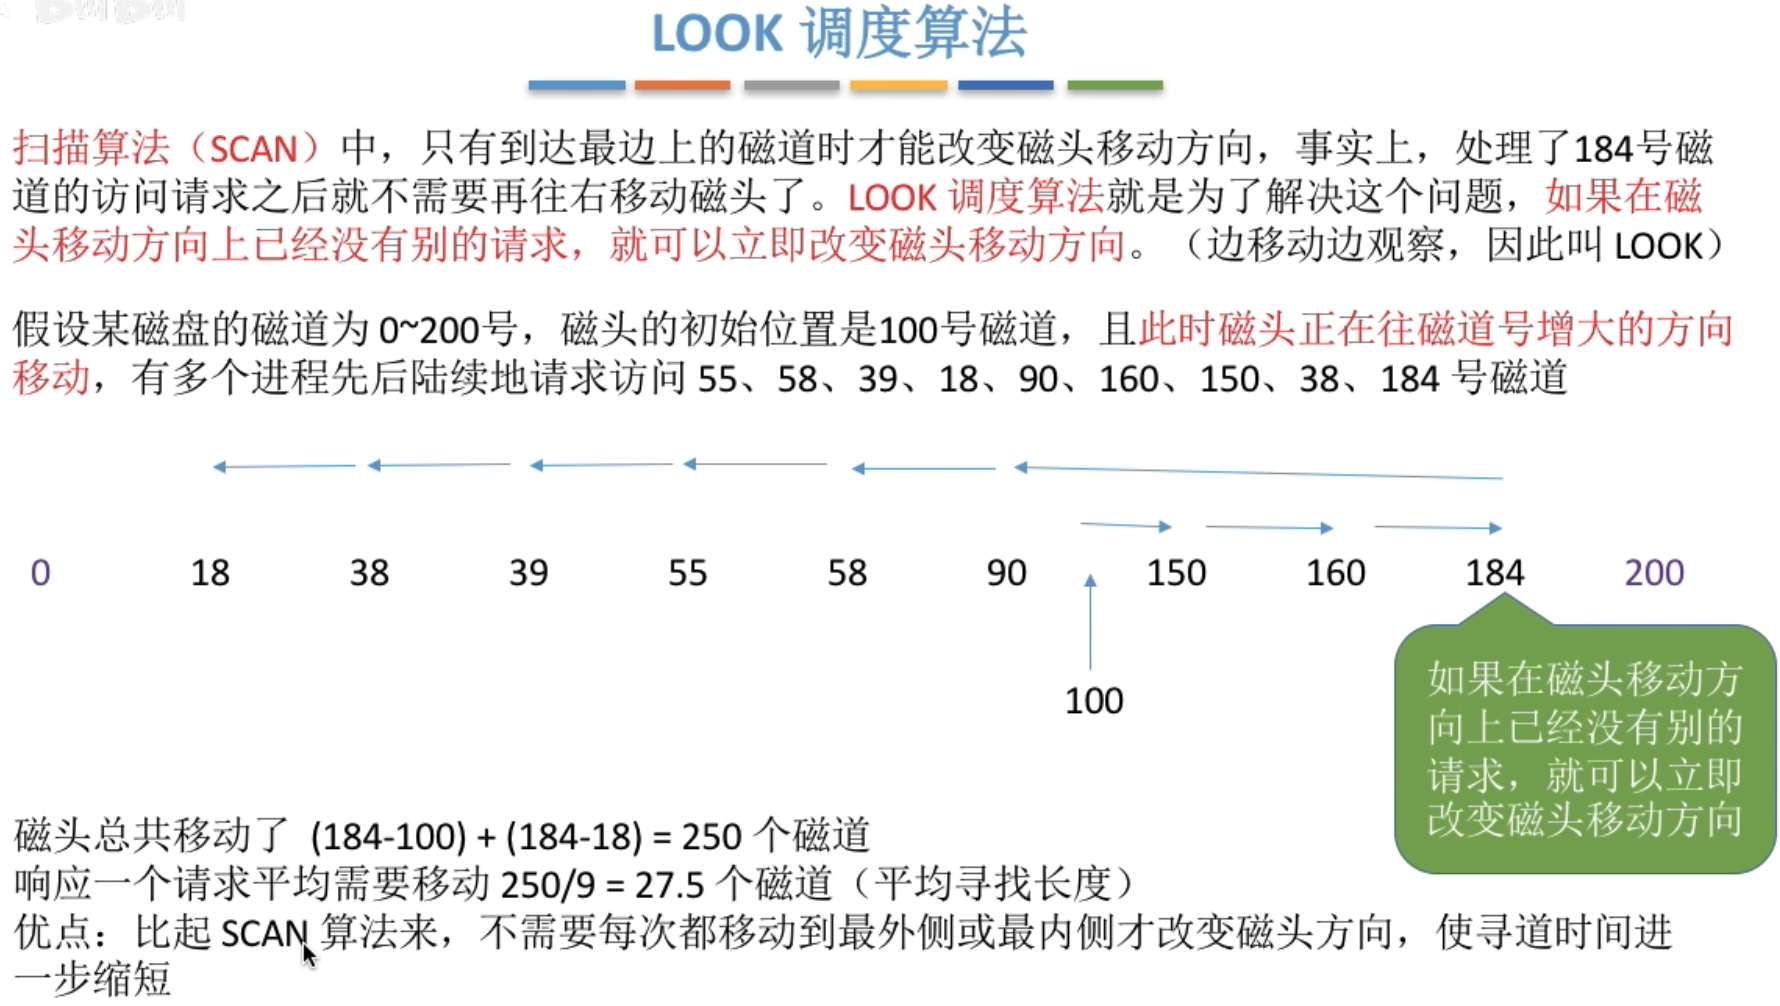 LOOK 调度算法
扫描算法（SCAN）中，只有到达最边上的磁道时才能改变磁头移动方向，事实上，处理了184号磁
道的访问请求之后就不需要再往右移动磁头了。LOOK 调度算法就是为了解决这个问题，如果在磁
头移动方向上已经没有别的请求，就可以立即改变磁头移动方向。（边移动边观察，因此叫 LOOK）
假设某磁盘的磁道为 0~200号，磁头的初始位置是100号磁道，且此时磁头正在往磁道号增大的方向
移动，有多个进程先后陆续地请求访问 55、58、39、18、90、160、150、38、184 号磁道
0 18 38 39 55 58 90 150 160 184 200
100
如果在磁头移动方
向上已经没有别的
请求，就可以立即
改变磁头移动方向
磁头总共移动了 (184-100) + (184-18) = 250 个磁道
响应一个请求平均需要移动 250/9 = 27.5 个磁道（平均寻找长度）
优点：比起 SCAN 算法来，不需要每次都移动到最外侧或最内侧才改变磁头方向，使寻道时间进
一步缩短